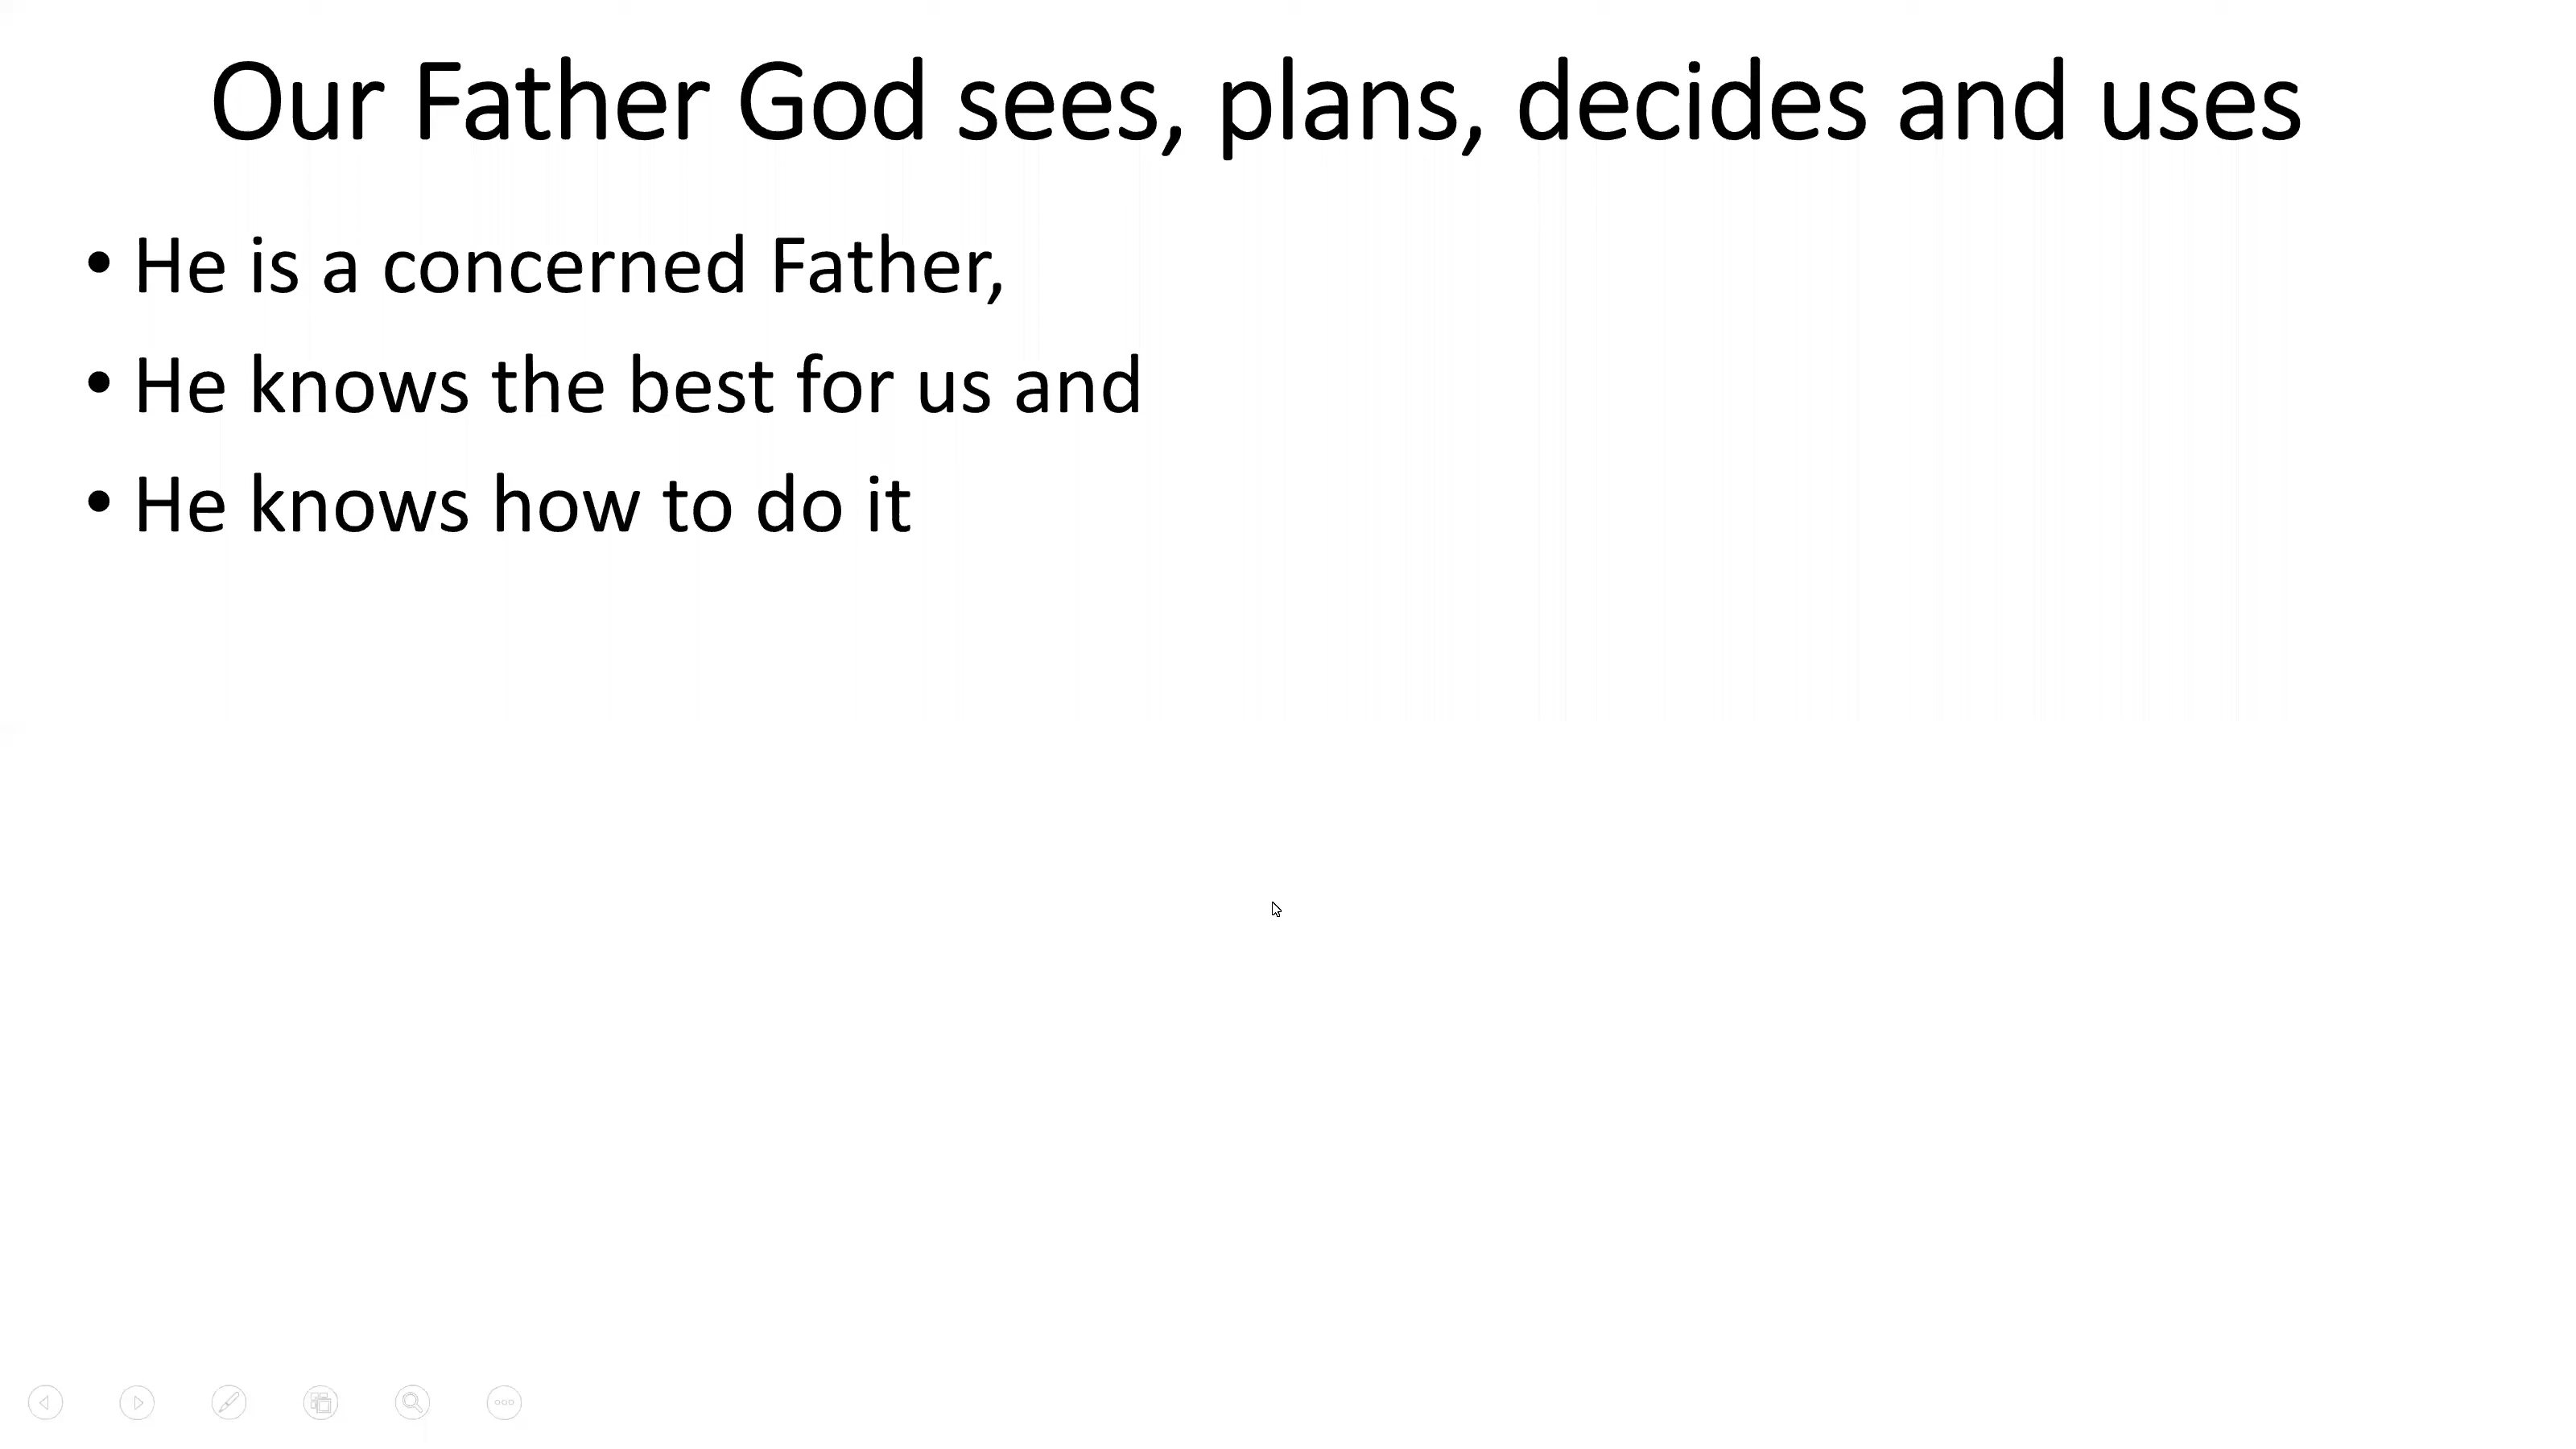 Our Father God sees, plans, decides and uses
• He is a concerned Father,
• He knows the best for us and
• He knows how to do it